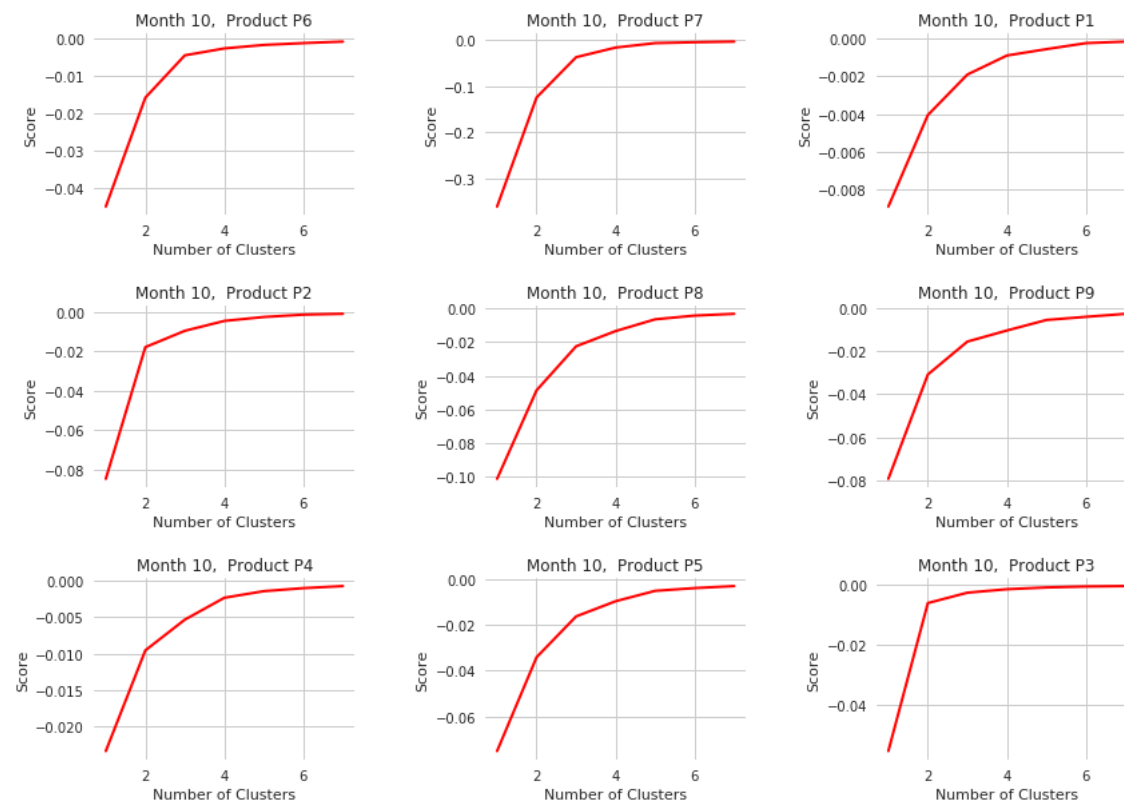 Month 10,  Product P6
0.00
−0.01
−0.02
−0.03
−0.04
Score
2 4 6
Number of Clusters
Month 10,  Product P7
0.0
−0.1
−0.2
−0.3
Score
2 4 6
Number of Clusters
Month 10,  Product P1
0.000
−0.002
−0.004
−0.006
−0.008
Score
2 4 6
Number of Clusters
Month 10,  Product P2
0.00
−0.02
−0.04
−0.06
−0.08
Score
2 4 6
Number of Clusters
Month 10,  Product P8
0.00
−0.02
−0.04
−0.06
−0.08
−0.10
Score
2 4 6
Number of Clusters
Month 10,  Product P9
0.00
−0.02
−0.04
−0.06
−0.08
Score
2 4 6
Number of Clusters
Month 10,  Product P4
0.000
−0.005
−0.010
−0.015
−0.020
Score
2 4 6
Number of Clusters
Month 10,  Product P5
0.00
−0.02
−0.04
−0.06
Score
2 4 6
Number of Clusters
Month 10,  Product P3
0.00
−0.02
−0.04
Score
2 4 6
Number of Clusters